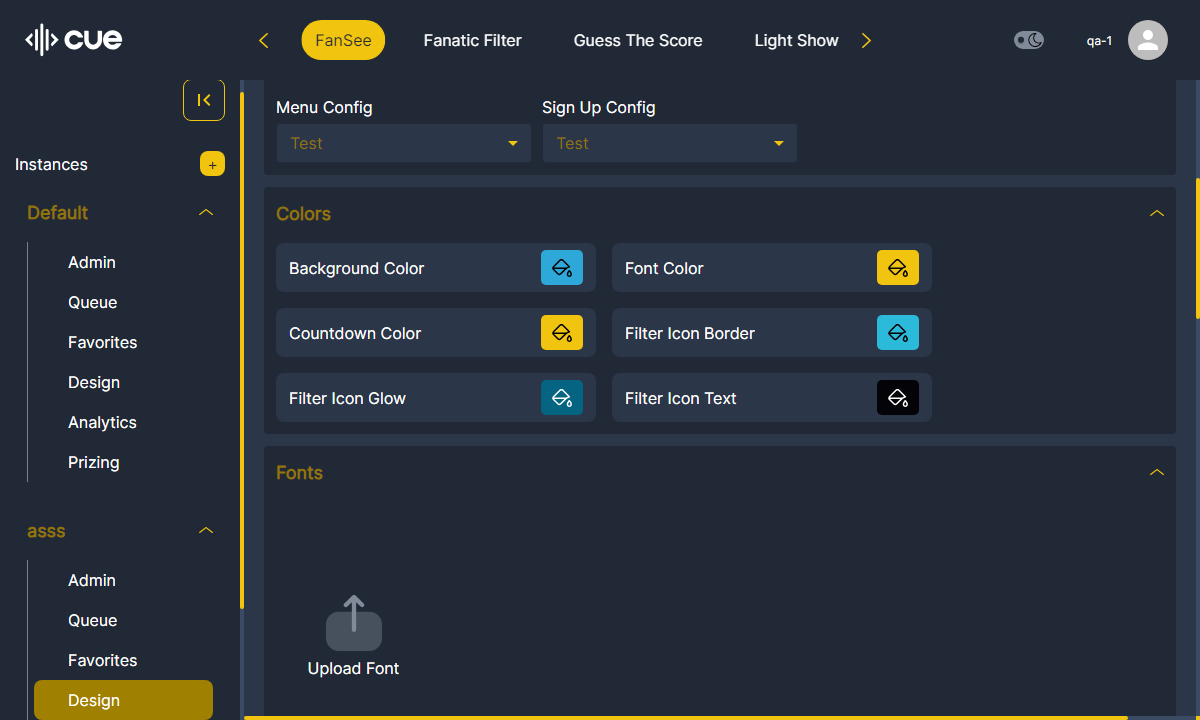 cue
FanSee
Fanatic Filter
Guess The Score
Light Show
qa-1
Instances
+
Default
Admin
Queue
Favorites
Design
Analytics
Prizing
asss
Admin
Queue
Favorites
Design
Menu Config
Sign Up Config
Test
Test
Colors
Background Color
Font Color
Countdown Color
Filter Icon Border
Filter Icon Glow
Filter Icon Text
Fonts
Upload Font